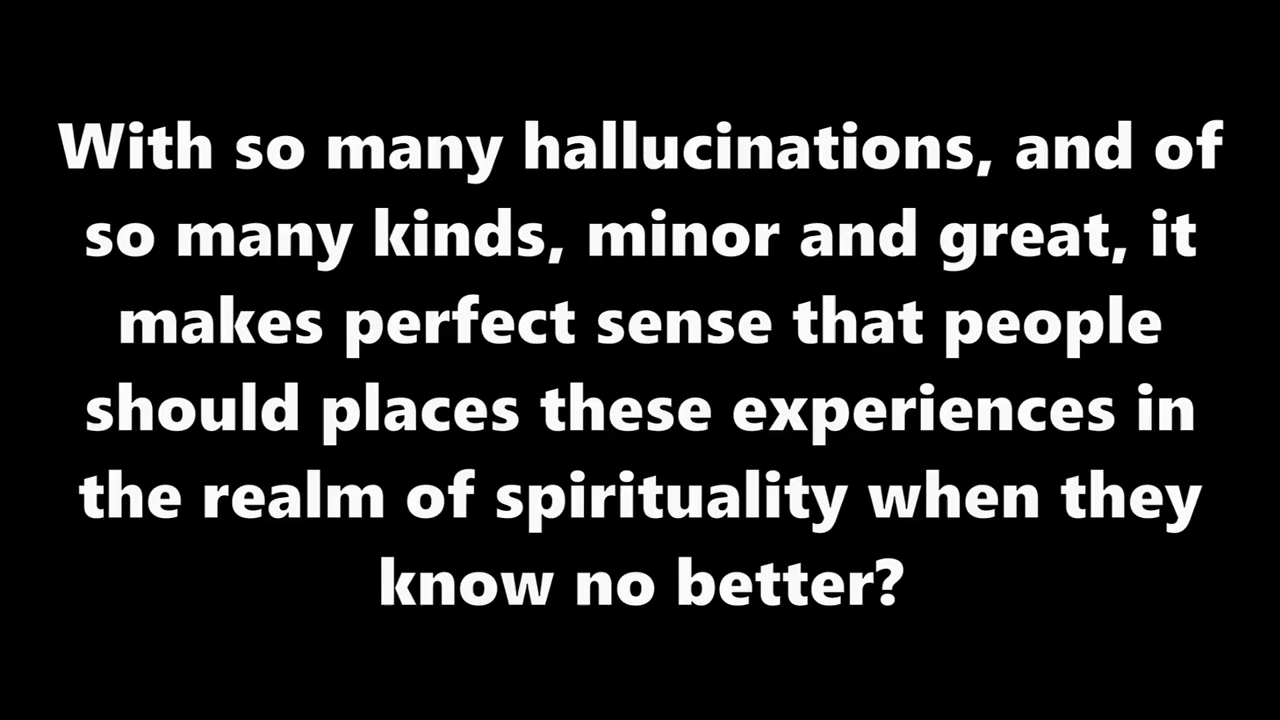 With so many hallucinations, and of
so many kinds, minor and great, it
makes perfect sense that people
should places these experiences in
the realm of spirituality when they
know no better?